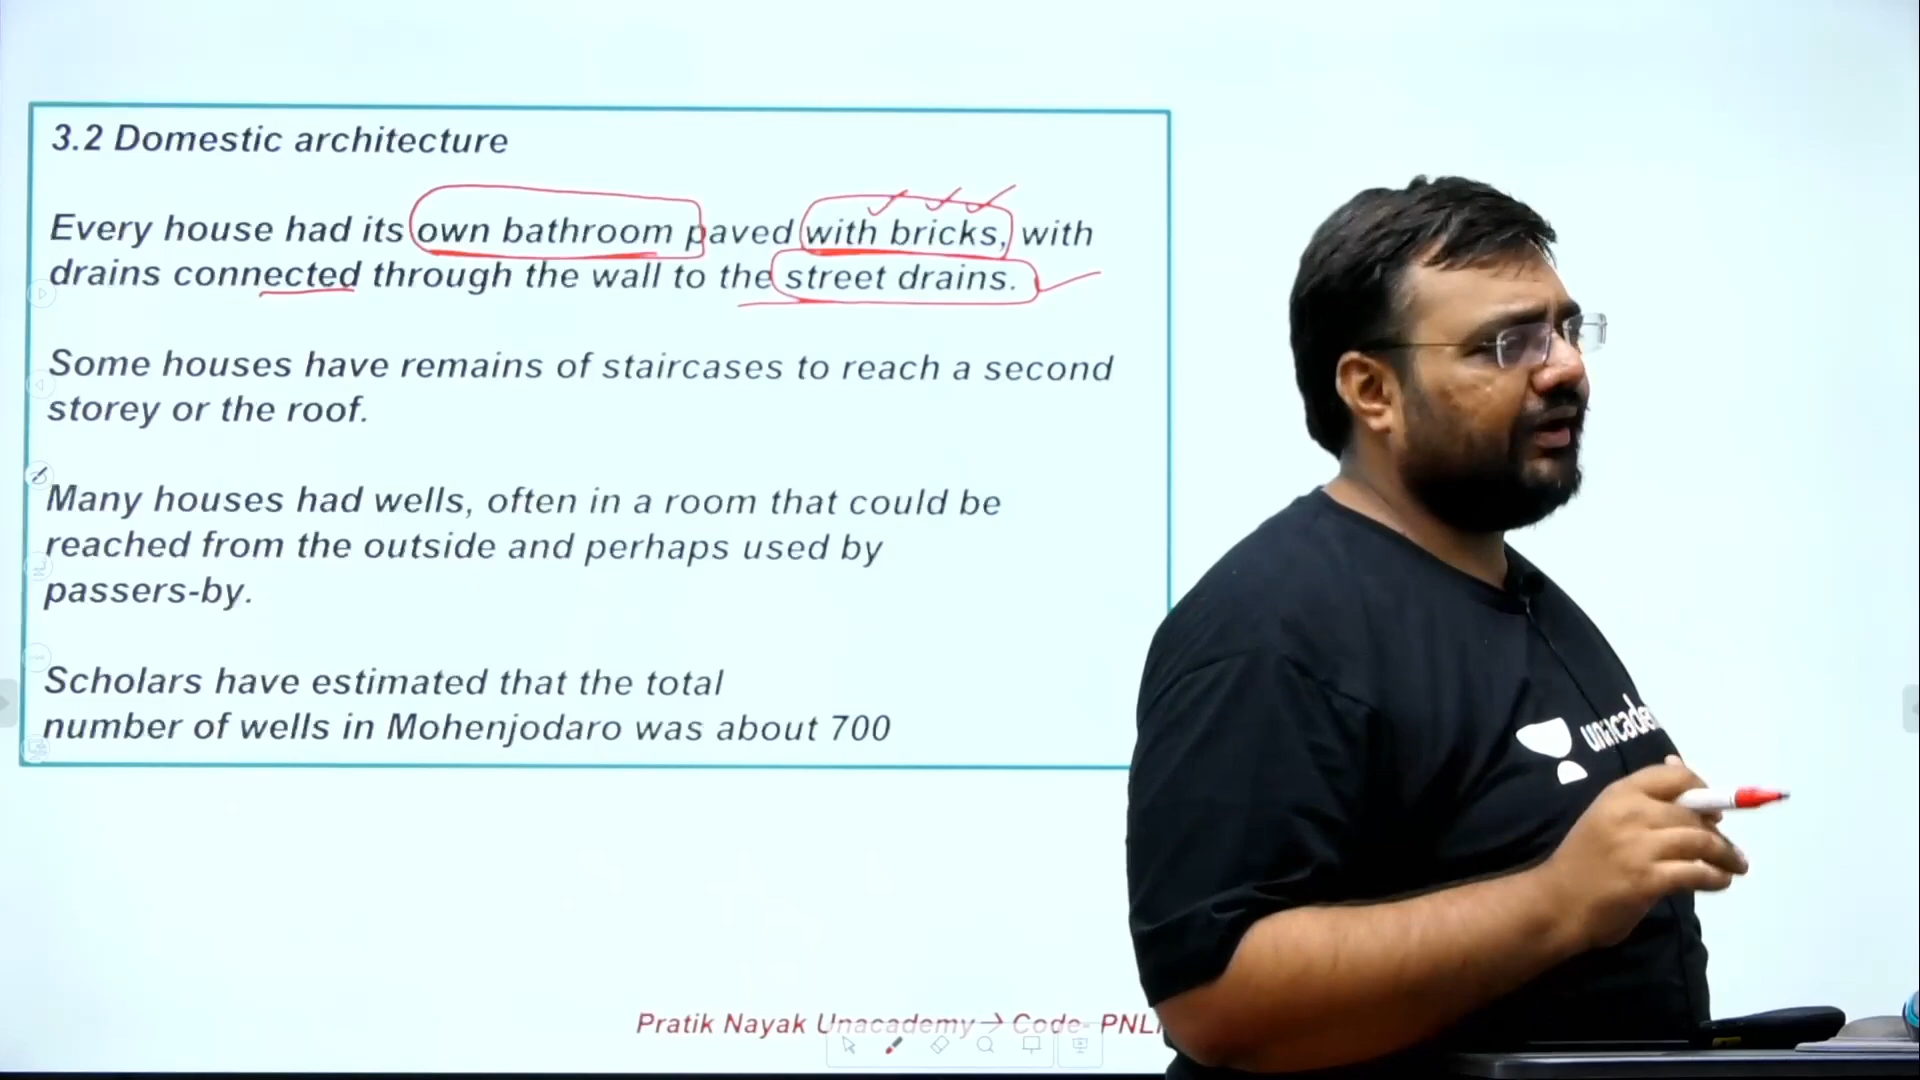 3.2 Domestic architecture
Every house had its own bathroom paved with bricks, with
drains connected through the wall to the street drains.
Some houses have remains of staircases to reach a second
storey or the roof.
Many houses had wells, often in a room that could be
reached from the outside and perhaps used by
passers-by.
Scholars have estimated that the total
number of wells in Mohenjodaro was about 700
Pratik Nayak Unacademy → Code- PNLI